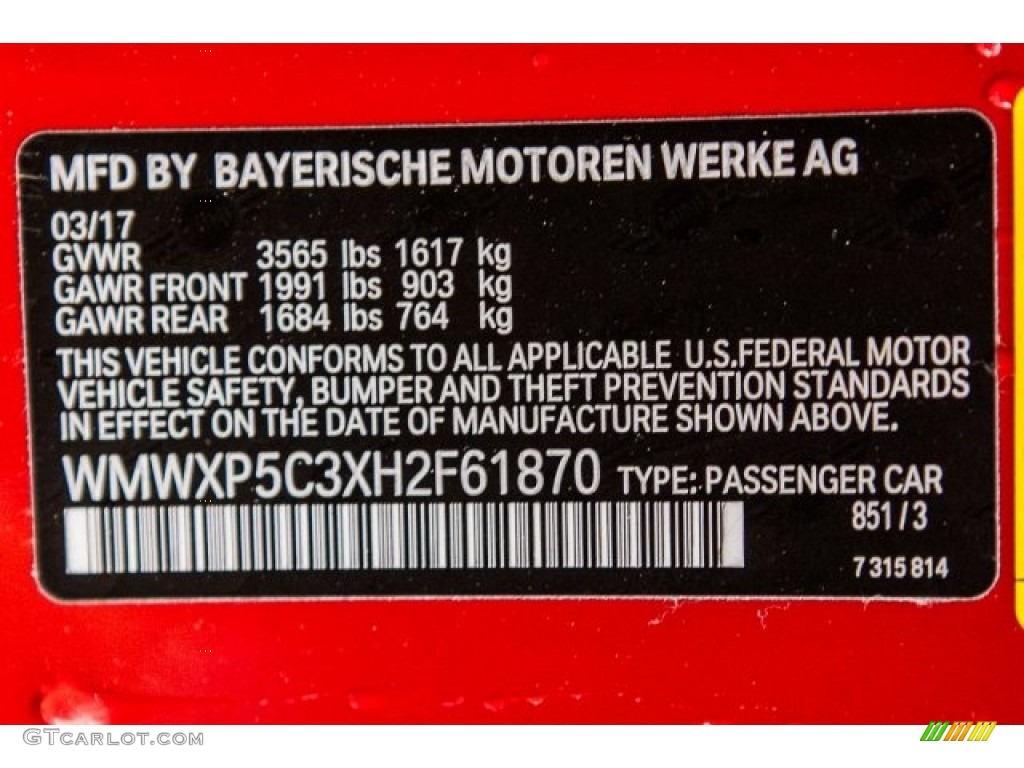 MFD BY BAYERISCHE MOTOREN WERKE AG
03/17
GVWR 3565 lbs 1617 kg
GAWR FRONT 1991 lbs 903 kg
GAWR REAR 1684 lbs 764 kg
THIS VEHICLE CONFORMS TO ALL APPLICABLE U.S.FEDERAL MOTOR
VEHICLE SAFETY, BUMPER AND THEFT PREVENTION STANDARDS
IN EFFECT ON THE DATE OF MANUFACTURE SHOWN ABOVE.
WMWXP5C3XH2F61870 TYPE: PASSENGER CAR
851/3
7 315 814
GTCARLOT.COM